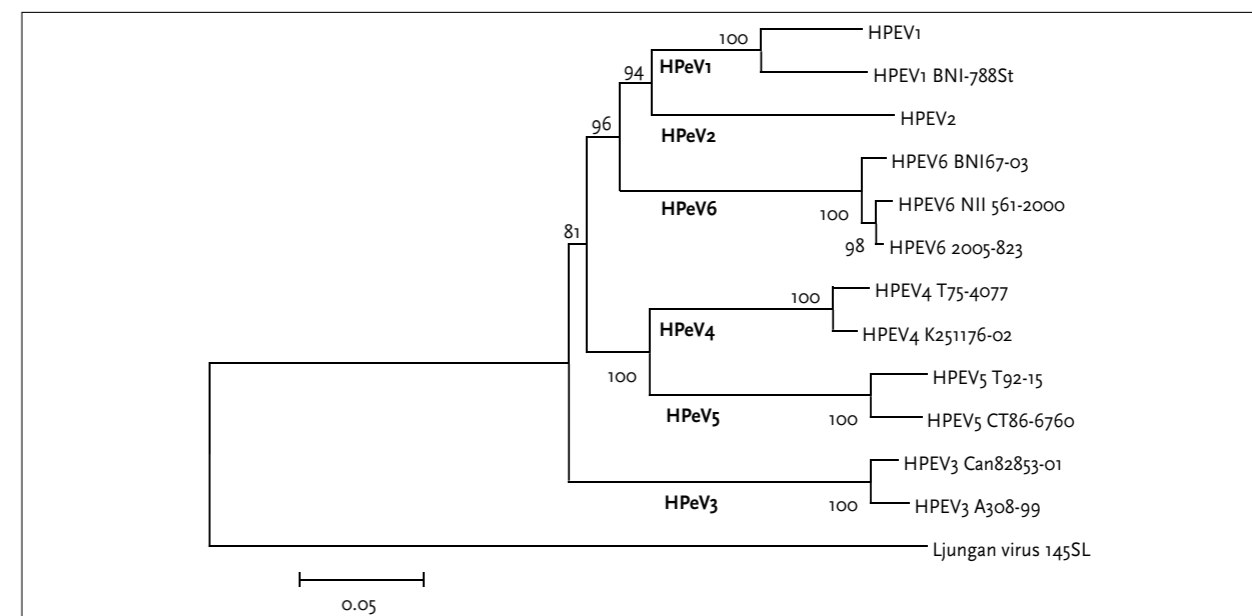 100
HPEV1
HPeV1
94
HPEV1 BNI-788St
HPEV2
96
HPeV2
HPEV6 BNI67-03
HPeV6
HPEV6 NII 561-2000
100
81
98
HPEV6 2005-823
100
HPEV4 T75-4077
HPeV4
HPEV4 K251176-02
100
HPEV5 T92-15
HPeV5
100
HPEV5 CT86-6760
HPEV3 Can82853-01
HPeV3
100
HPEV3 A308-99
Ljungan virus 145SL
0.05